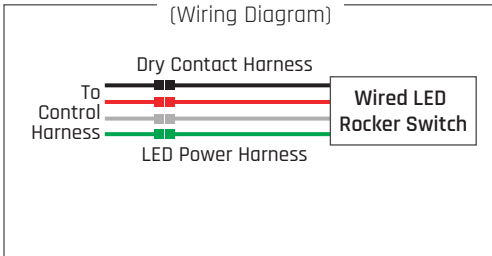 (Wiring Diagram)
Dry Contact Harness
To
Control
Harness
Wired LED
Rocker Switch
LED Power Harness